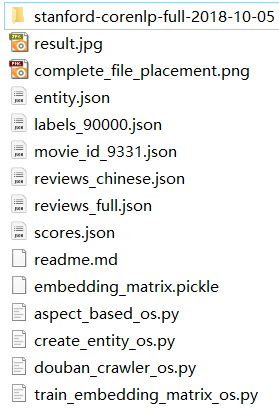 stanford-corenlp-full-2018-10-05
result.jpg
complete_file_placement.png
entity.json
labels_90000.json
movie_id_9331.json
reviews_chinese.json
reviews_full.json
scores.json
readme.md
embedding_matrix.pickle
aspect_based_os.py
create_entity_os.py
douban_crawler_os.py
train_embedding_matrix_os.py